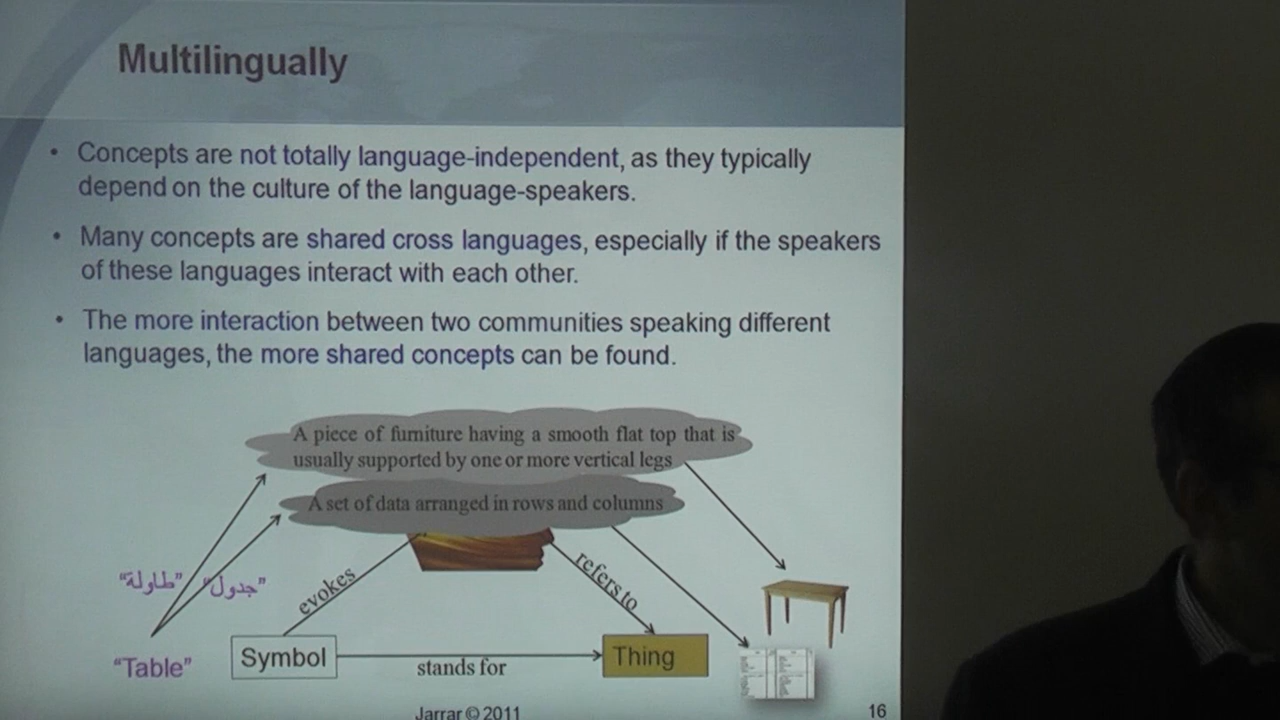 Multilingually
• Concepts are not totally language-independent, as they typically
depend on the culture of the language-speakers.
• Many concepts are shared cross languages, especially if the speakers
of these languages interact with each other.
• The more interaction between two communities speaking different
languages, the more shared concepts can be found.
A piece of furniture having a smooth flat top that is
usually supported by one or more vertical legs
A set of data arranged in rows and columns
“طاولة” “جدول”
evokes
refers to
“Table”
Symbol
stands for
Thing
Jarrar © 2011
16